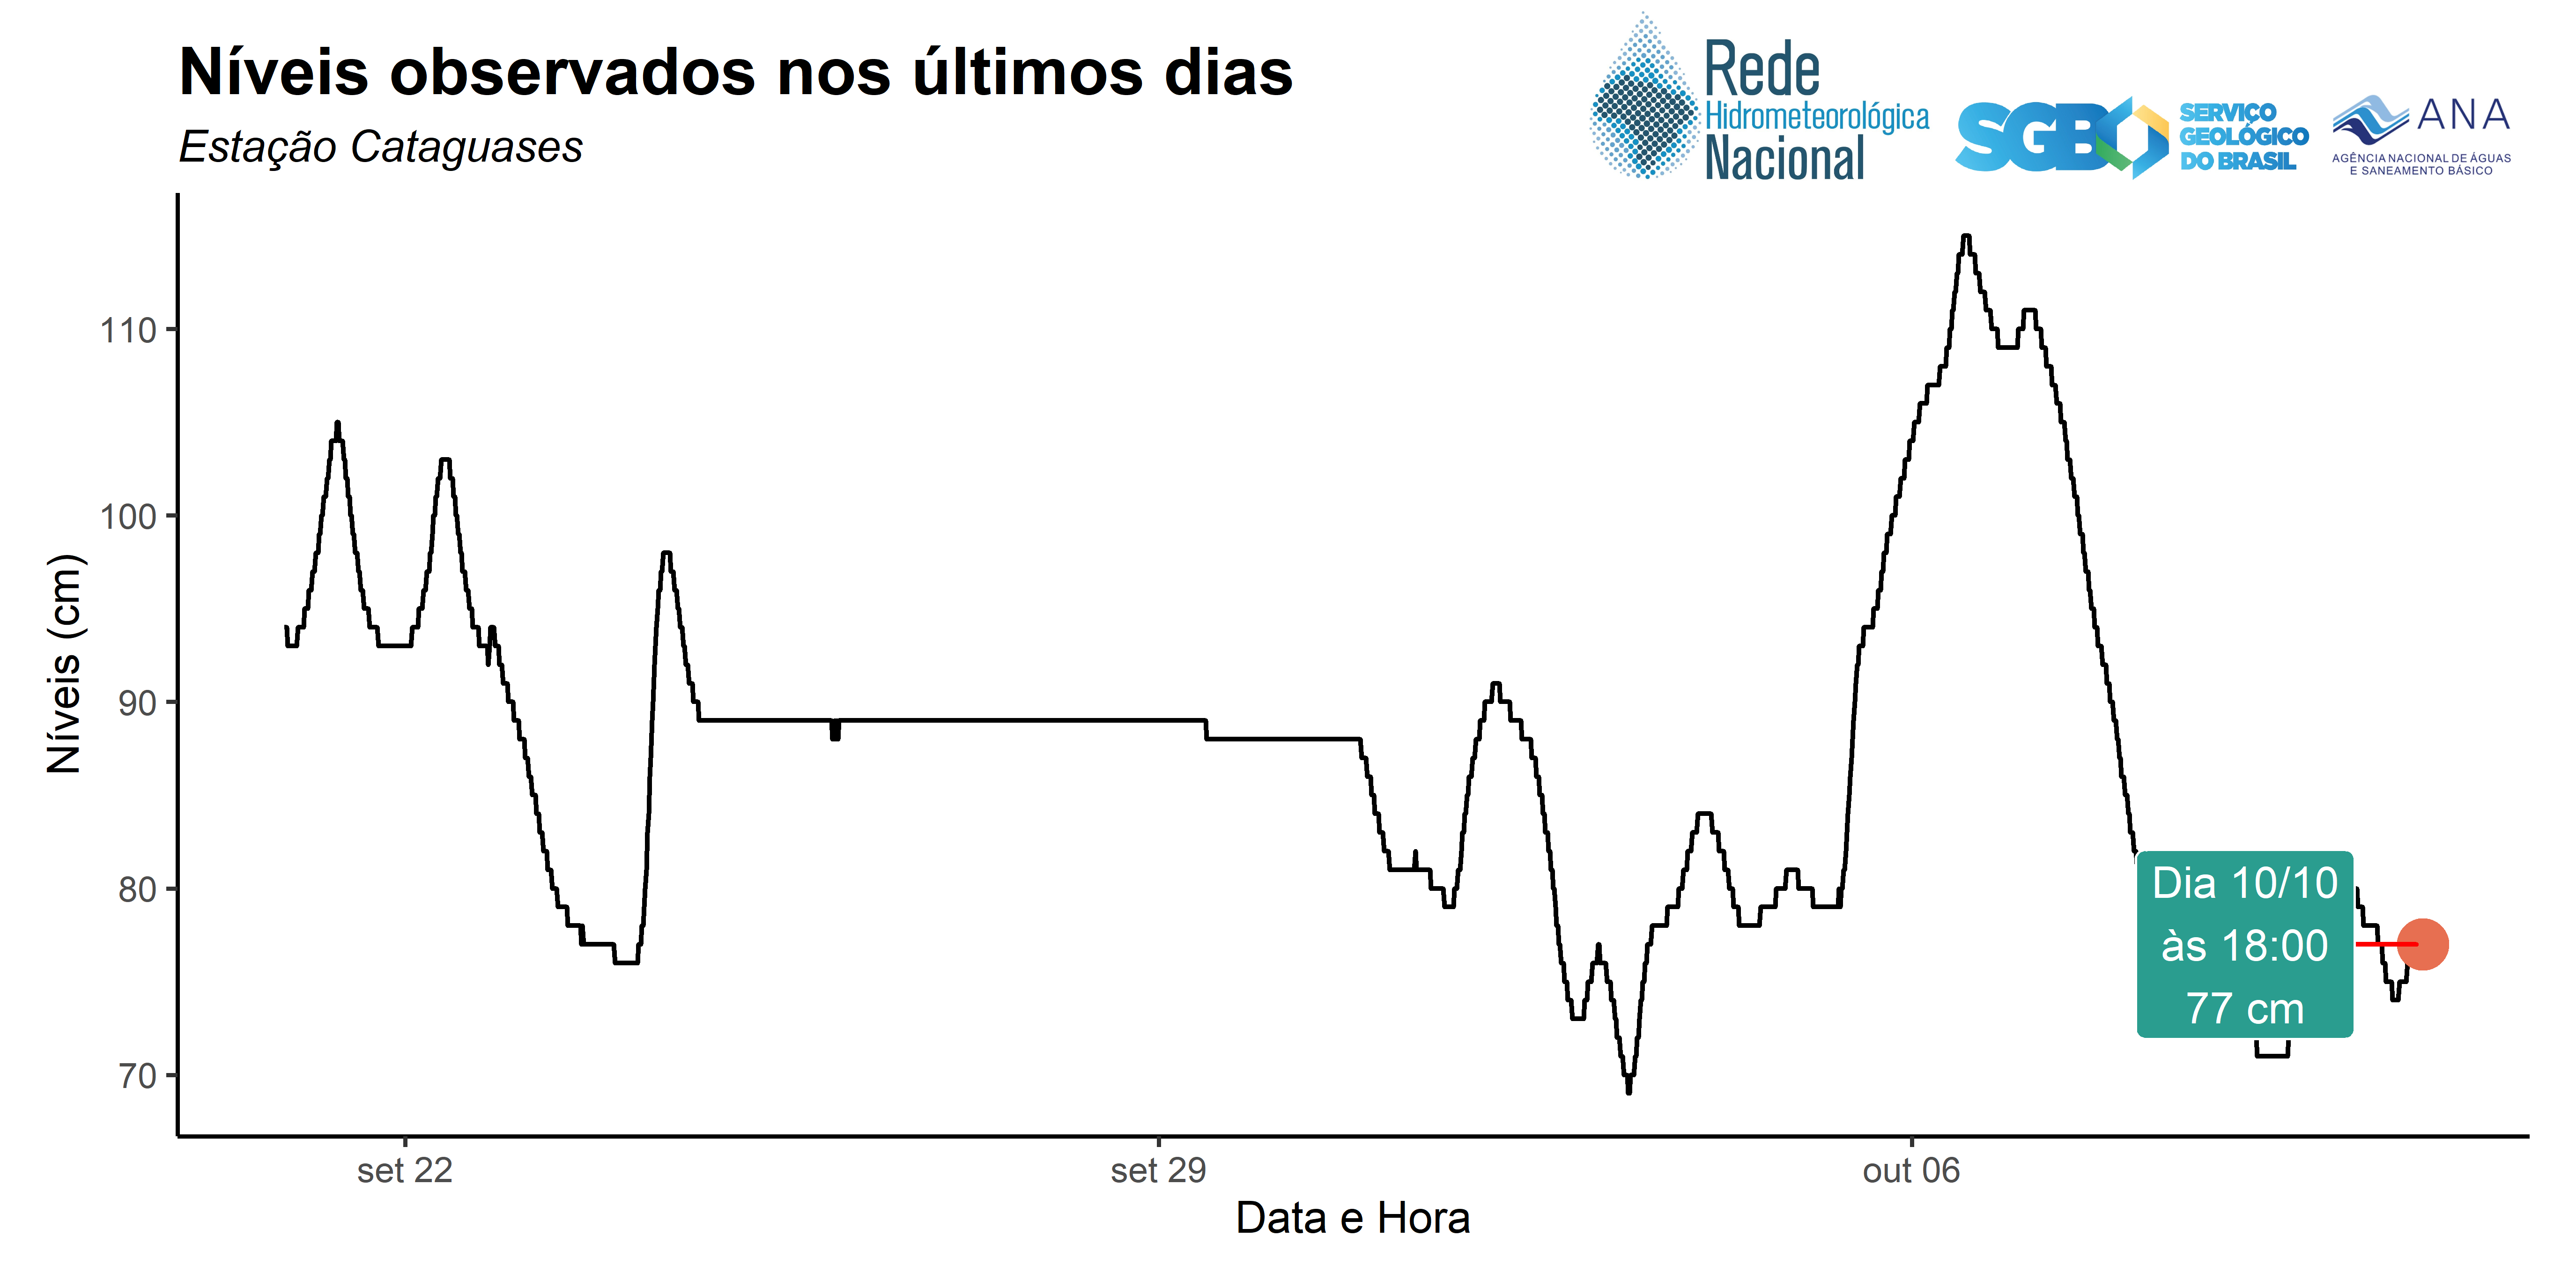 Níveis observados nos últimos dias
Estação Cataguases
Rede
Hidrometeorológica
Nacional
SGB
SERVIÇO
GEOLÓGICO
DO BRASIL
ANA
AGÊNCIA NACIONAL DE ÁGUAS
E SANEAMENTO BÁSICO
Níveis (cm)
110
100
90
80
70
Dia 10/10
às 18:00
77 cm
set 22
set 29
out 06
Data e Hora